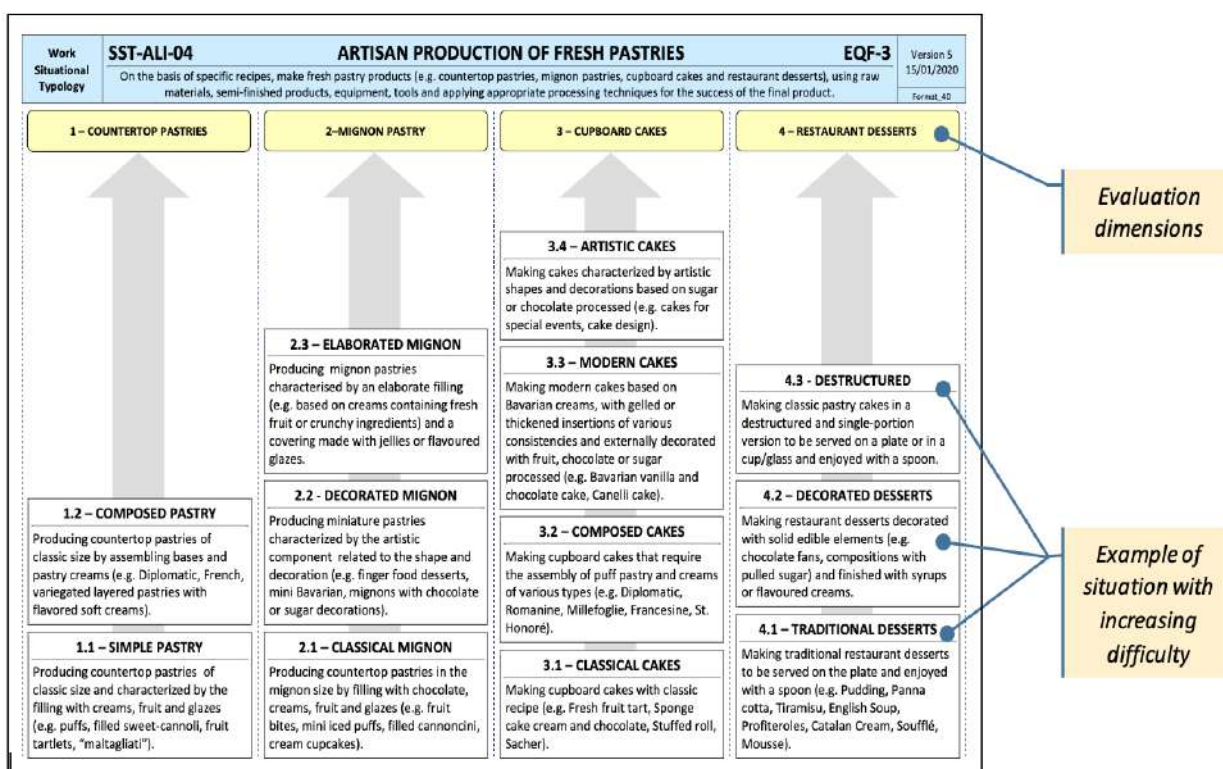 Work
Situational
Typology
SST-ALI-04
ARTISAN PRODUCTION OF FRESH PASTRIES
EQF-3
On the basis of specific recipes, make fresh pastry products (e.g. countertop pastries, mignon pastries, cupboard cakes and restaurant desserts), using raw
materials, semi-finished products, equipment, tools and applying appropriate processing techniques for the success of the final product.
Version 5
15/01/2020
Format_4D
1 – COUNTERTOP PASTRIES
1.2 – COMPOSED PASTRY
Producing countertop pastries of
classic size by assembling bases and
pastry creams (e.g. Diplomatic, French,
variegated layered pastries with
flavored soft creams).
1.1 – SIMPLE PASTRY
Producing countertop pastries of
classic size and characterized by the
filling with creams, fruit and glazes
(e.g. puffs, filled sweet-cannoli, fruit
tartlets, “maltagliati”).
2–MIGNON PASTRY
2.3 – ELABORATED MIGNON
Producing mignon pastries
characterised by an elaborate filling
(e.g. based on creams containing fresh
fruit or crunchy ingredients) and a
covering made with jellies or flavoured
glazes.
2.2 - DECORATED MIGNON
Producing miniature pastries
characterized by the artistic
component related to the shape and
decoration (e.g. finger food desserts,
mini Bavarian, mignons with chocolate
or sugar decorations).
2.1 – CLASSICAL MIGNON
Producing countertop pastries in the
mignon size by filling with chocolate,
creams, fruit and glazes (e.g. fruit
bites, mini iced puffs, filled cannoncini,
cream cupcakes).
3 – CUPBOARD CAKES
3.4 – ARTISTIC CAKES
Making cakes characterized by artistic
shapes and decorations based on sugar
or chocolate processed (e.g. cakes for
special events, cake design).
3.3 – MODERN CAKES
Making modern cakes based on
Bavarian creams, with gelled or
thickened insertions of various
consistencies and externally decorated
with fruit, chocolate or sugar
processed (e.g. Bavarian vanilla and
chocolate cake, Canelli cake).
3.2 – COMPOSED CAKES
Making cupboard cakes that require
the assembly of puff pastry and creams
of various types (e.g. Diplomatic,
Romanine, Millefoglie, Francesine, St.
Honoré).
3.1 – CLASSICAL CAKES
Making cupboard cakes with classic
recipe (e.g. Fresh fruit tart, Sponge
cake cream and chocolate, Stuffed roll,
Sacher).
4 – RESTAURANT DESSERTS
4.3 - DESTRUCTURED
Making classic pastry cakes in a
destructured and single-portion
version to be served on a plate or in a
cup/glass and enjoyed with a spoon.
4.2 – DECORATED DESSERTS
Making restaurant desserts decorated
with solid edible elements (e.g.
chocolate fans, compositions with
pulled sugar) and finished with syrups
or flavoured creams.
4.1 – TRADITIONAL DESSERTS
Making traditional restaurant desserts
to be served on the plate and enjoyed
with a spoon (e.g. Pudding, Panna
cotta, Tiramisu, English Soup,
Profiteroles, Catalan Cream, Soufflé,
Mousse).
Evaluation
dimensions
Example of
situation with
increasing
difficulty